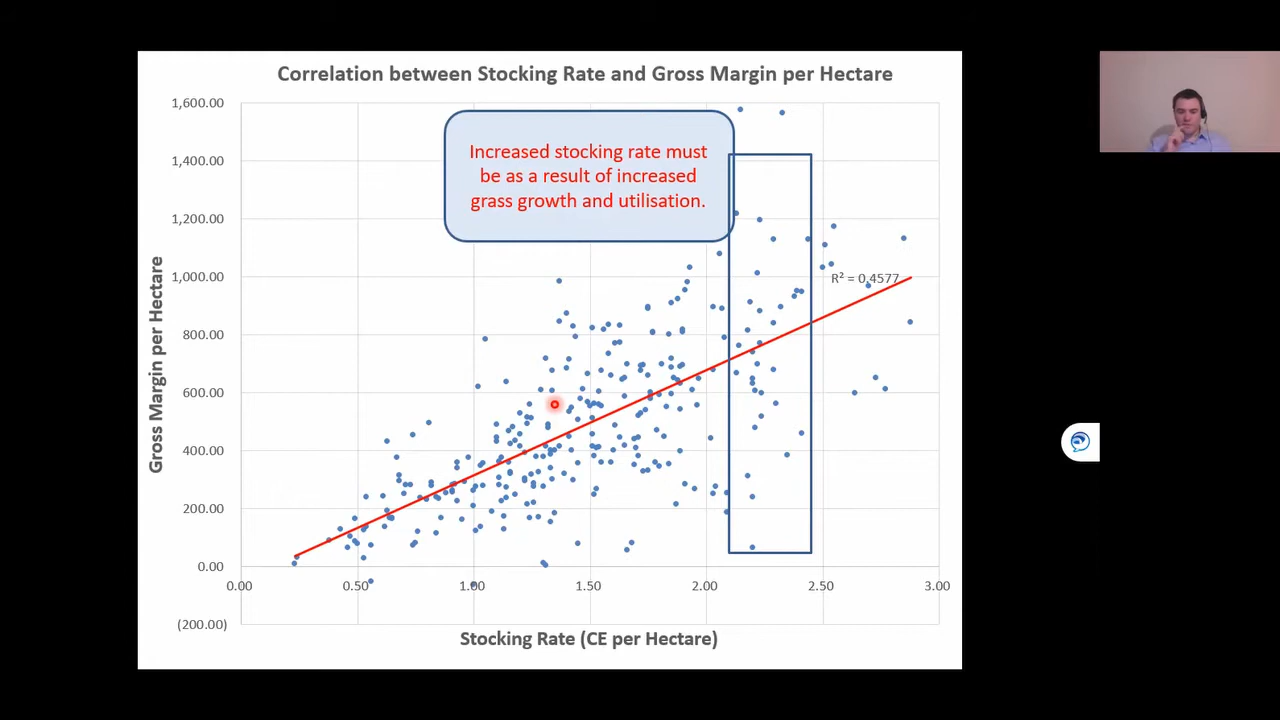 Correlation between Stocking Rate and Gross Margin per Hectare
1,600.00
1,400.00
1,200.00
1,000.00
800.00
600.00
400.00
200.00
0.00
(200.00)
Gross Margin per Hectare
Increased stocking rate must
be as a result of increased
grass growth and utilisation.
R² = 0.4577
0.00 0.50 1.00 1.50 2.00 2.50 3.00
Stocking Rate (CE per Hectare)